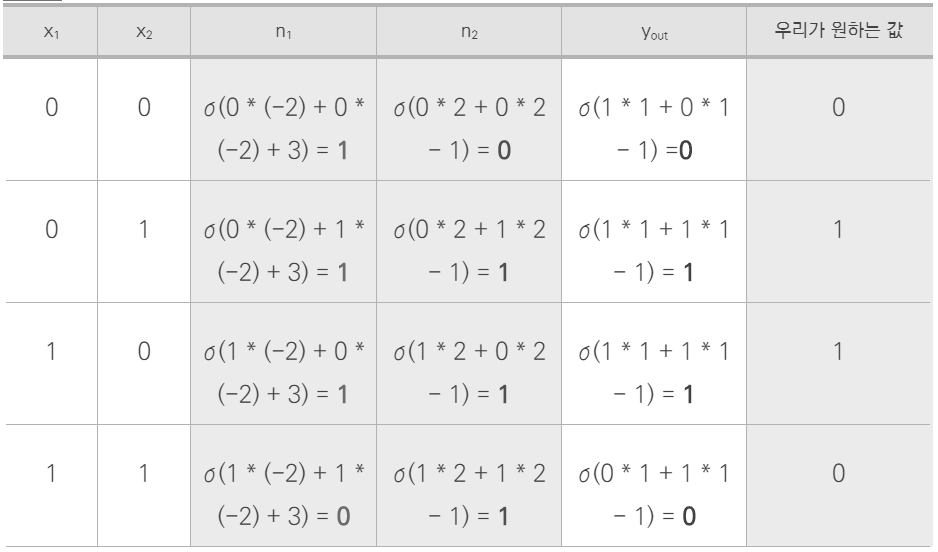 x₁ x₂ n₁ n₂ yout 우리가 원하는 값
0 0 σ(0 * (−2) + 0 * σ(0 * 2 + 0 * 2 σ(1 * 1 + 0 * 1 0
(−2) + 3) = 1 − 1) = 0 − 1) =0
0 1 σ(0 * (−2) + 1 * σ(0 * 2 + 1 * 2 σ(1 * 1 + 1 * 1 1
(−2) + 3) = 1 − 1) = 1 − 1) = 1
1 0 σ(1 * (−2) + 0 * σ(1 * 2 + 0 * 2 σ(1 * 1 + 1 * 1 1
(−2) + 3) = 1 − 1) = 1 − 1) = 1
1 1 σ(1 * (−2) + 1 * σ(1 * 2 + 1 * 2 σ(0 * 1 + 1 * 1 0
(−2) + 3) = 0 − 1) = 1 − 1) = 0